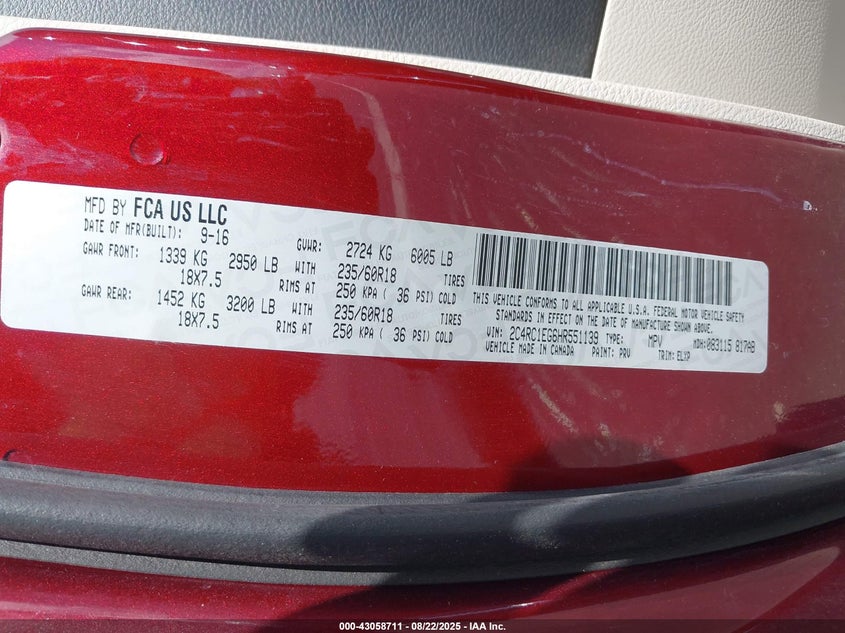 MFD BY FCA US LLC
DATE OF MFR(BUILT): 9-16
GVWR: 2724 KG 6005 LB
GAWR FRONT: 1339 KG 2950 LB WITH 235/60R18 TIRES
18X7.5 RIMS AT 250 KPA ( 36 PSI) COLD
GAWR REAR: 1452 KG 3200 LB WITH 235/60R18 TIRES
18X7.5 RIMS AT 250 KPA ( 36 PSI) COLD
THIS VEHICLE CONFORMS TO ALL APPLICABLE U.S.A. FEDERAL MOTOR VEHICLE SAFETY
STANDARDS IN EFFECT ON THE DATE OF MANUFACTURE SHOWN ABOVE.
VIN: 2C4RC1EG6HR551139 TYPE: MPV MDH:083115 817AB
VEHICLE MADE IN CANADA PAINT: PRV TRIM: ELXP
000-43058711 - 08/22/2025 - IAA Inc.